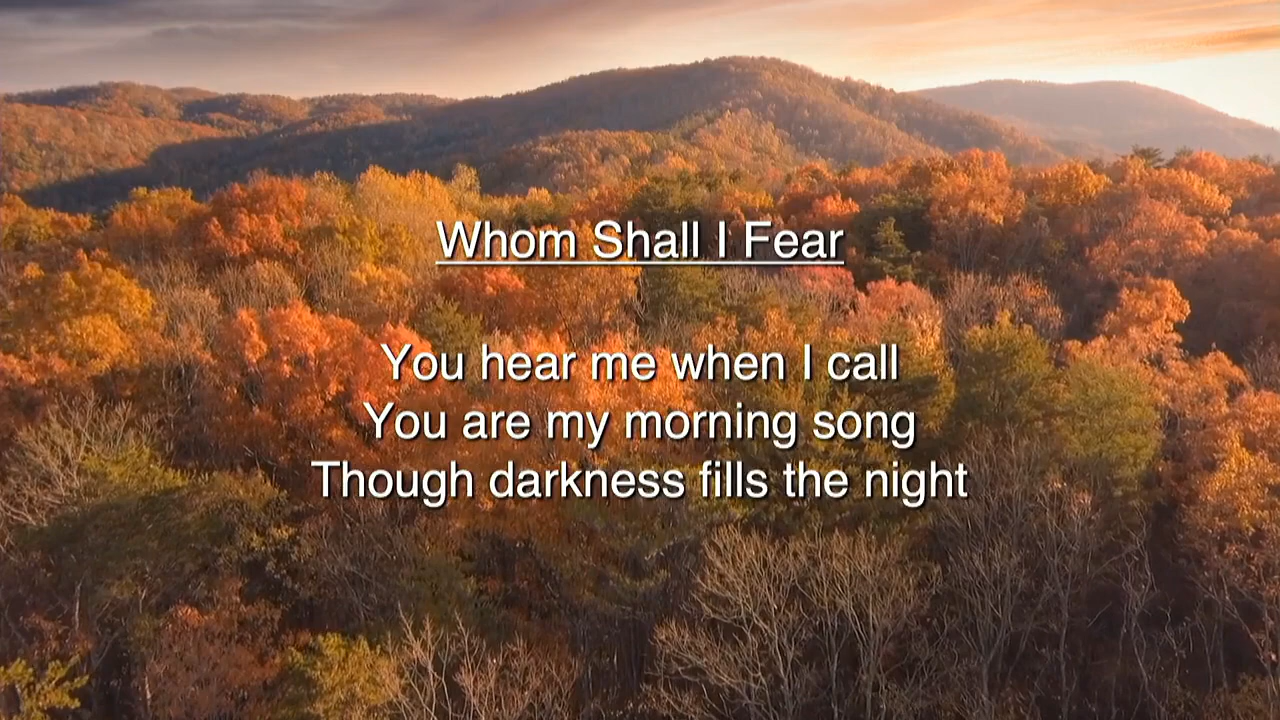 Whom Shall I Fear
You hear me when I call
You are my morning song
Though darkness fills the night